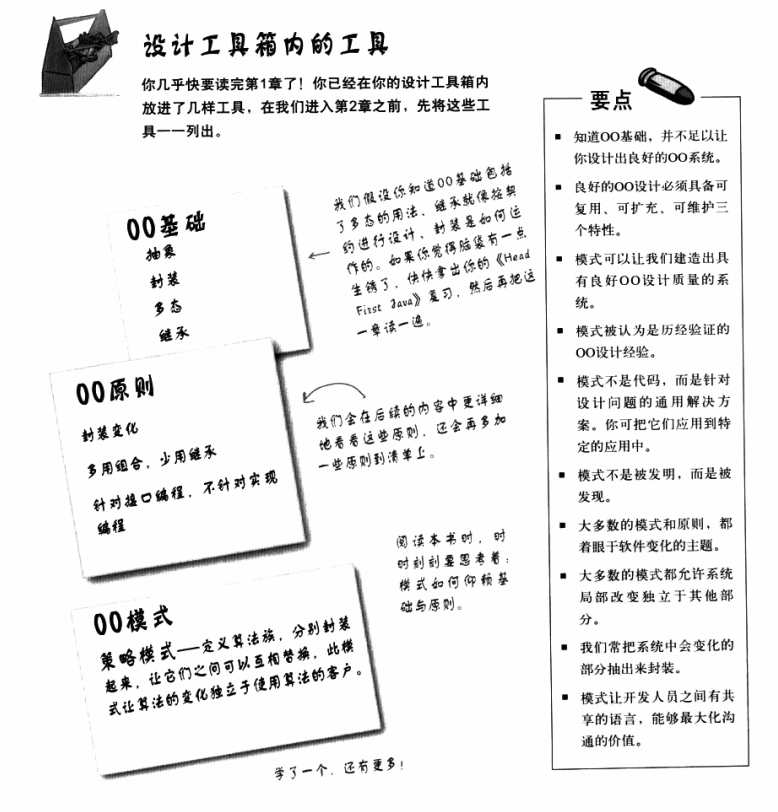 设计工具箱内的工具
你几乎快要读完第1章了！你已经在你的设计工具箱内
放进了几样工具，在我们进入第2章之前，先将这些工
具一一列出。
OO基础
抽象
封装
多态
继承
我们假设你知道OO基础包括
了多态的用法、继承就像按契
约进行设计、封装是如何运
作的。如果你觉得脑袋有一点
生锈了，快快拿出你的《Head
First Java》复习，然后再把这
一章读一遍。
OO原则
封装变化
多用组合，少用继承
针对接口编程，不针对实现
编程
我们会在后续的内容中更详细
地看看这些原则，还会再多加
一些原则到清单上。
阅读本书时，时
时刻刻要思考着：
模式如何仰赖基
础与原则。
OO模式
策略模式——定义算法族，分别封装
起来，让它们之间可以互相替换，此模
式让算法的变化独立于使用算法的客户。
学了一个，还有更多！
要点
■ 知道OO基础，并不足以让
你设计出良好的OO系统。
■ 良好的OO设计必须具备可
复用、可扩充、可维护三
个特性。
■ 模式可以让我们建造出具
有良好OO设计质量的系
统。
■ 模式被认为是历经验证的
OO设计经验。
■ 模式不是代码，而是针对
设计问题的通用解决方
案。你可把它们应用到特
定的应用中。
■ 模式不是被发明，而是被
发现。
■ 大多数的模式和原则，都
着眼于软件变化的主题。
■ 大多数的模式都允许系统
局部改变独立于其他部
分。
■ 我们常把系统中会变化的
部分抽出来封装。
■ 模式让开发人员之间有共
享的语言，能够最大化沟
通的价值。